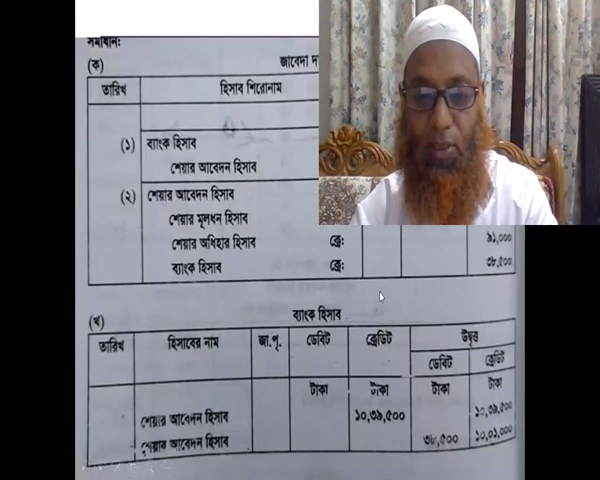 সমাধান:
(ক) জাবেদা
তারিখ হিসাব শিরোনাম
(১) ব্যাংক হিসাব
শেয়ার আবেদন হিসাব
(২) শেয়ার আবেদন হিসাব
শেয়ার মূলধন হিসাব
শেয়ার অধিহার হিসাব ক্রে: ৯১,০০০
ব্যাংক হিসাব ক্রে: ৩৮,৫০০
(খ) ব্যাংক হিসাব
তারিখ হিসাবের নাম জা.পৃ. ডেবিট ক্রেডিট উদ্বৃত্ত
ডেবিট ক্রেডিট
টাকা টাকা টাকা টাকা
শেয়ার আবেদন হিসাব ১০,৩৯,৫০০ ১০,৩৯,৫০০
শেয়ার আবেদন হিসাব ৩৮,৫০০ ১০,০১,০০০